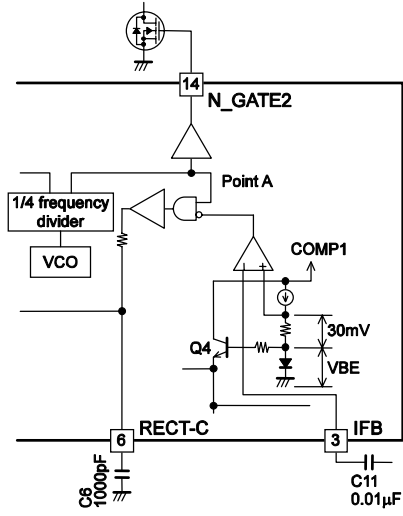 14
N_GATE2
Point A
1/4 frequency
divider
VCO
COMP1
- +
30mV
Q4
VBE
6
RECT-C
3
IFB
C6
1000pF
C11
0.01μF